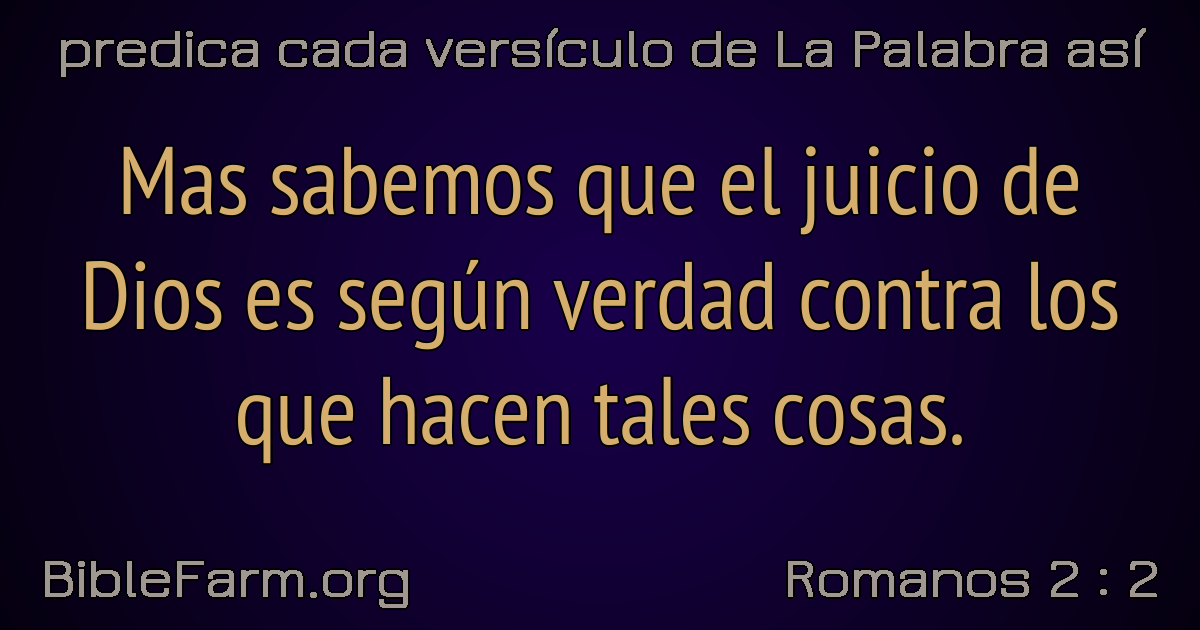 predica cada versículo de La Palabra así
Mas sabemos que el juicio de
Dios es según verdad contra los
que hacen tales cosas.
BibleFarm.org
Romanos 2 : 2